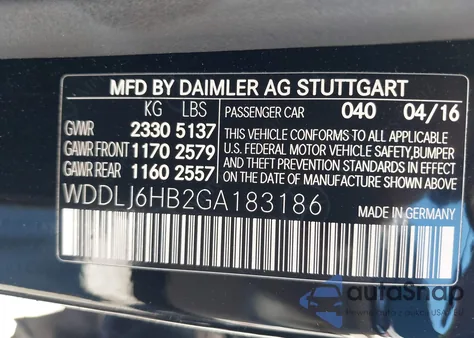 MFD BY DAIMLER AG STUTTGART
KG LBS PASSENGER CAR 040 04/16
GVWR 2330 5137 THIS VEHICLE CONFORMS TO ALL APPLICABLE
GAWR FRONT 1170 2579 U.S. FEDERAL MOTOR VEHICLE SAFETY, BUMPER
GAWR REAR 1160 2557 AND THEFT PREVENTION STANDARDS IN EFFECT
ON THE DATE OF MANUFACTURE SHOWN ABOVE.
WDDLJ6HB2GA183186 MADE IN GERMANY
autoSnap